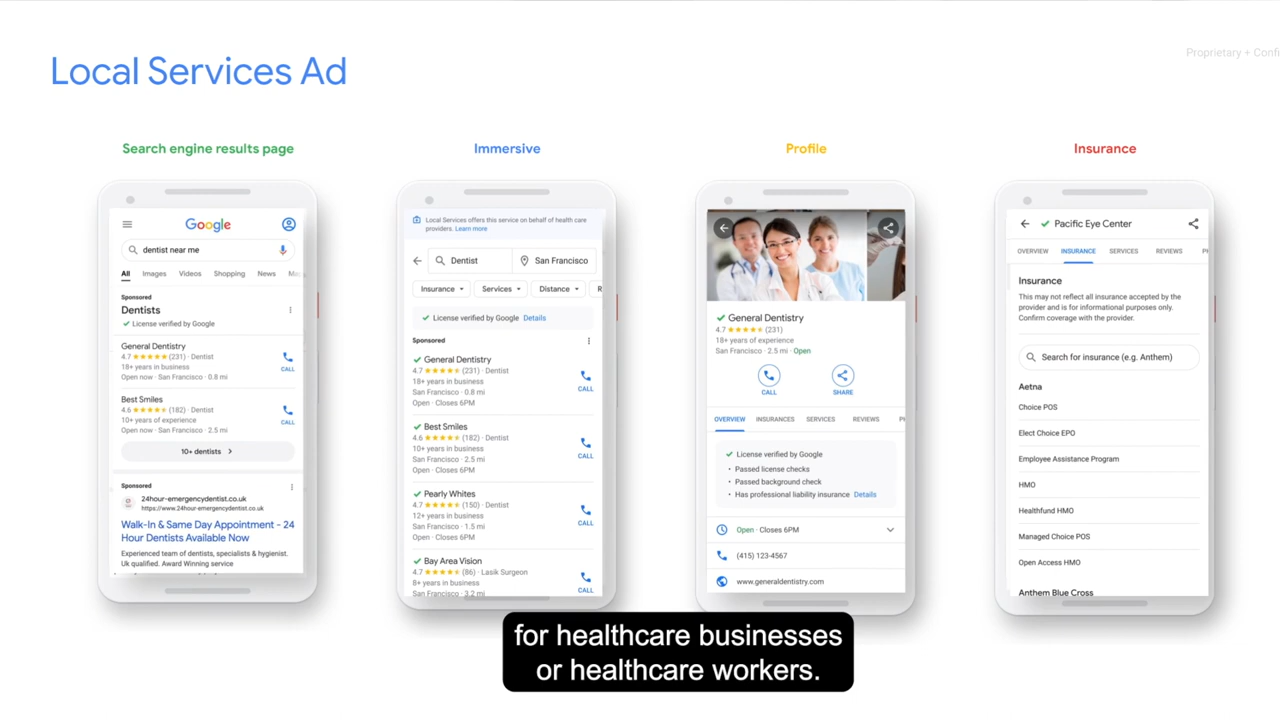 Proprietary + Confi
Local Services Ad
Search engine results page
Google
dentist near me
All Images Videos Shopping News
Sponsored
Dentists
License verified by Google
General Dentistry
4.7 ★★★★★ (231) · Dentist
18+ years in business
Open now · San Francisco · 0.8 mi
CALL
Best Smiles
4.6 ★★★★★ (182) · Dentist
10+ years of experience
Open now · San Francisco · 2.5 mi
CALL
10+ dentists >
Sponsored
24hour-emergencydentist.co.uk
https://www.24hour-emergencydentist.co.uk
Walk-In & Same Day Appointment - 24
Hour Dentists Available Now
Experienced team of dentists, specialists & hygienist.
Uk qualified. Award Winning service
Immersive
Local Services offers this service on behalf of health care
providers. Learn more
Dentist San Francisco
Insurance Services Distance R
License verified by Google Details
Sponsored
General Dentistry
4.7 ★★★★★ (231) · Dentist
18+ years in business
San Francisco · 0.8 mi
Open · Closes 6PM
CALL
Best Smiles
4.6 ★★★★★ (182) · Dentist
10+ years in business
San Francisco · 2.5 mi
Open · Closes 6PM
CALL
Pearly Whites
4.7 ★★★★★ (150) · Dentist
12+ years in business
San Francisco · 1.5 mi
Open · Closes 6PM
CALL
Bay Area Vision
4.7 ★★★★★ (86) · Lasik Surgeon
8+ years in business
San Francisco · 3.2 mi
CALL
Profile
General Dentistry
4.7 ★★★★★ (231)
18+ years of experience
San Francisco · 2.5 mi · Open
CALL SHARE
OVERVIEW INSURANCES SERVICES REVIEWS
License verified by Google
• Passed license checks
• Passed background check
• Has professional liability insurance Details
Open · Closes 6PM
(415) 123-4567
www.generaldentistry.com
Insurance
Pacific Eye Center
OVERVIEW INSURANCE SERVICES REVIEWS
Insurance
This may not reflect all insurance accepted by the
provider and is for informational purposes only.
Confirm coverage with the provider.
Search for insurance (e.g. Anthem)
Aetna
Choice POS
Elect Choice EPO
Employee Assistance Program
HMO
Healthfund HMO
Managed Choice POS
Open Access HMO
Anthem Blue Cross
for healthcare businesses
or healthcare workers.